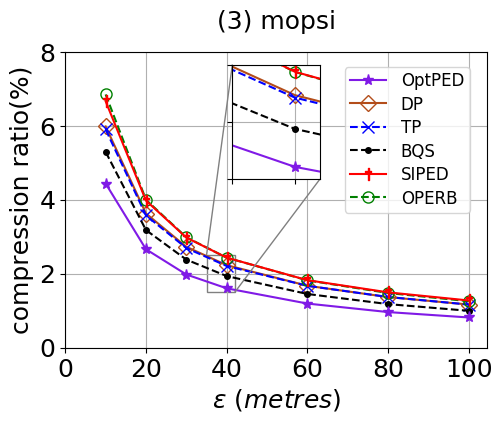 (3) mopsi
compression ratio(%)
8
6
4
2
0
0 20 40 60 80 100
ε (metres)
OptPED
DP
TP
BQS
SIPED
OPERB